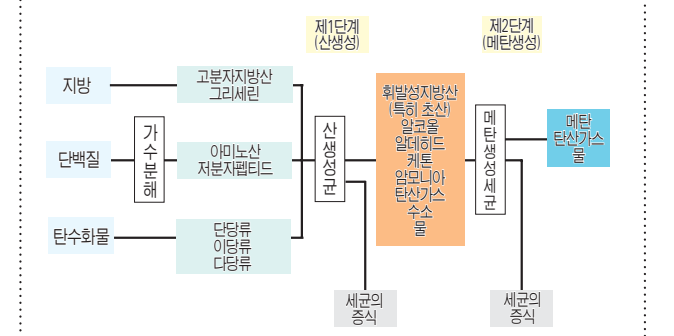 제1단계
(산생성)
제2단계
(메탄생성)
지방
단백질
탄수화물
가
수
분
해
고분자지방산
그리세린
아미노산
저분자펩티드
단당류
이당류
다당류
산
생
성
균
휘발성지방산
(특히 초산)
알코올
알데히드
케톤
암모니아
탄산가스
수소
물
메
탄
생
성
세
균
메탄
탄산가스
물
세균의
증식
세균의
증식